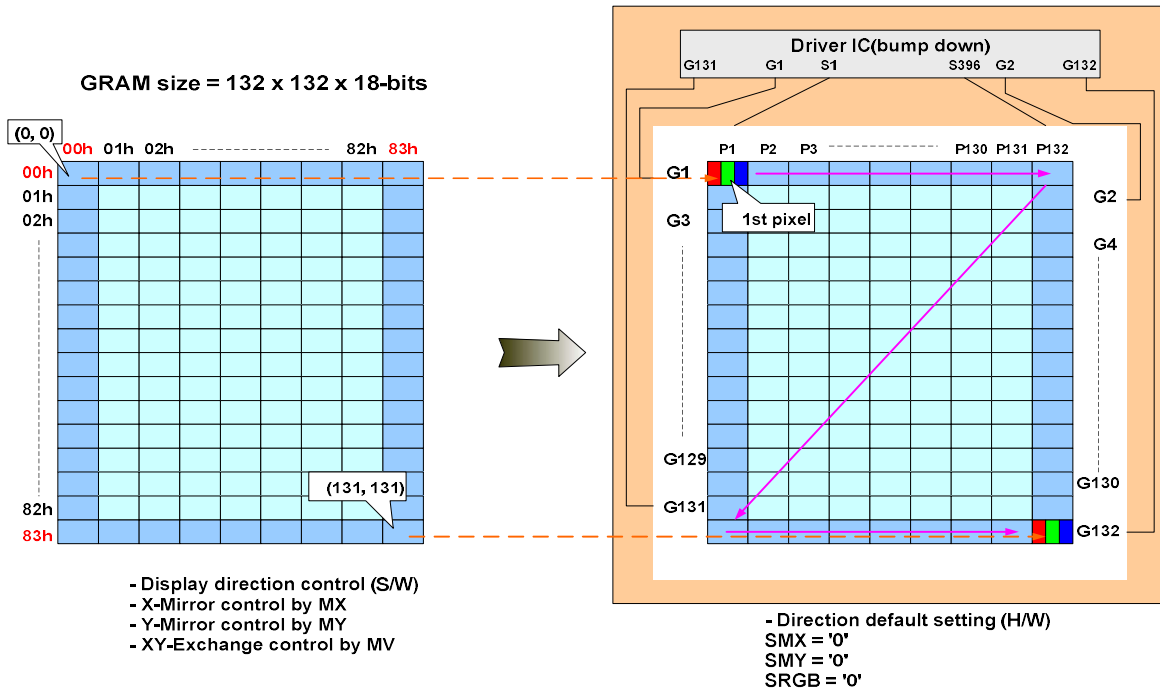 GRAM size = 132 x 132 x 18-bits
(0, 0)
00h 01h 02h 82h 83h
00h
01h
02h
82h
83h
(131, 131)
- Display direction control (S/W)
- X-Mirror control by MX
- Y-Mirror control by MY
- XY-Exchange control by MV
Driver IC(bump down)
G131 G1 S1 S396 G2 G132
P1 P2 P3 P130 P131 P132
G1
G3
G129
G131
1st pixel
G2
G4
G130
G132
- Direction default setting (H/W)
SMX = '0'
SMY = '0'
SRGB = '0'